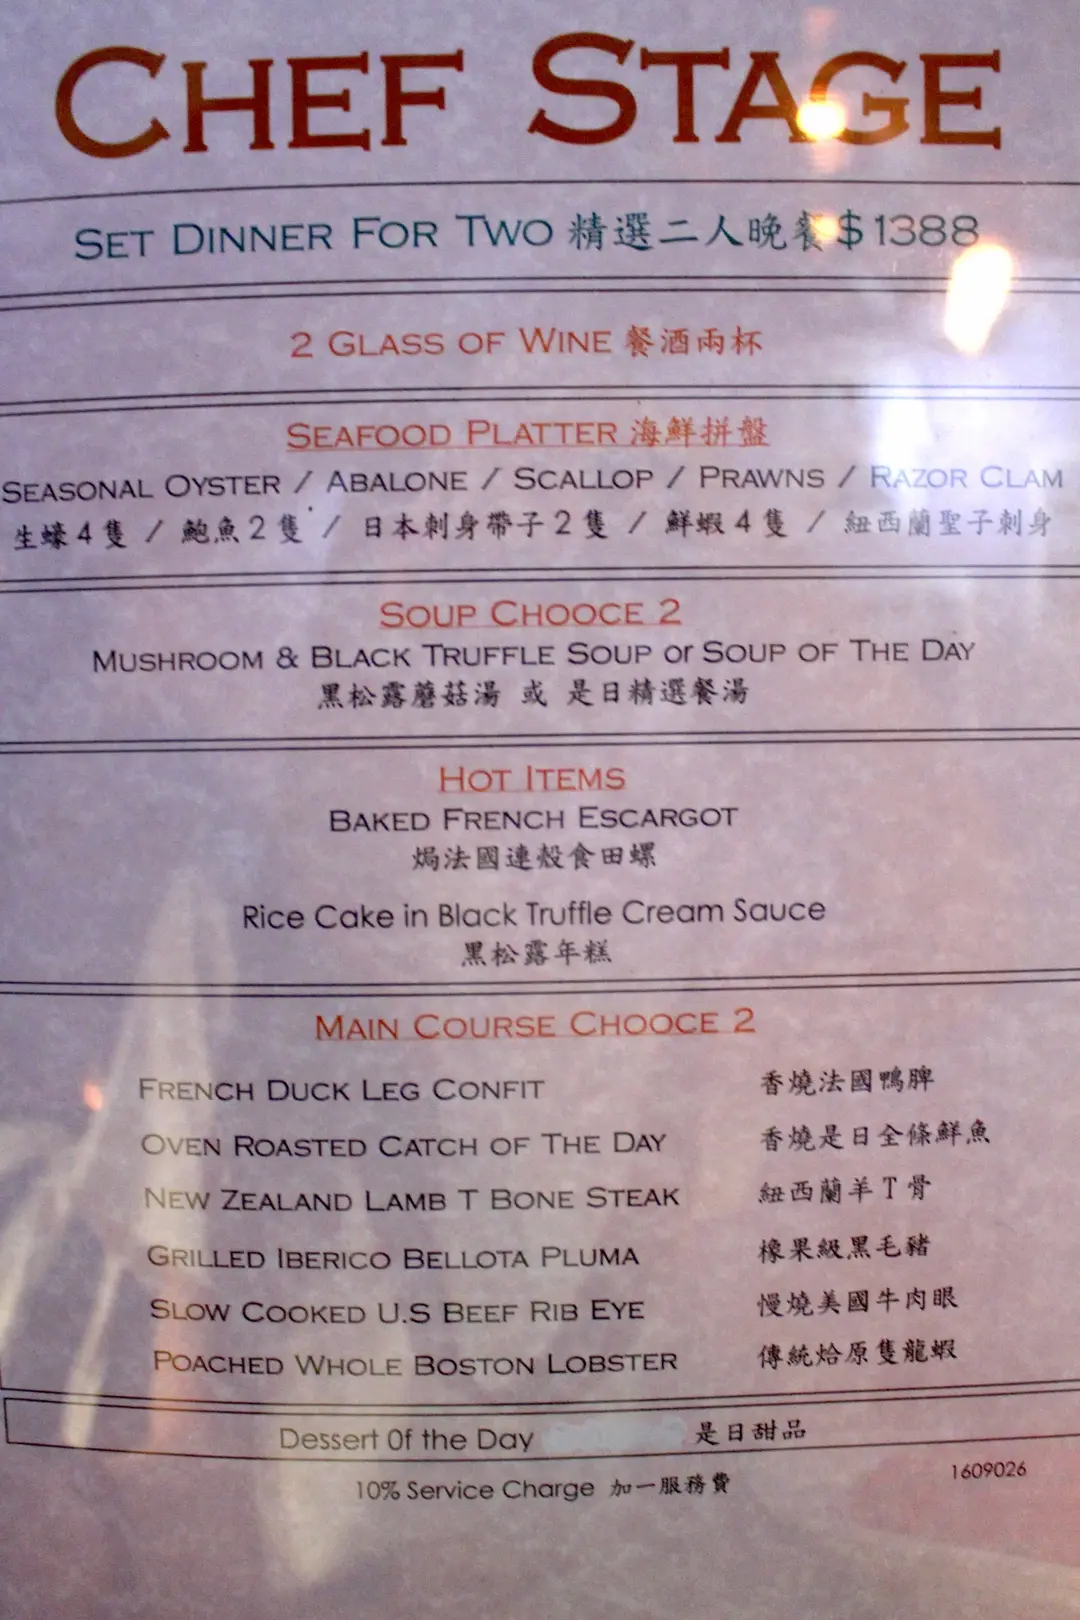 CHEF STAGE
SET DINNER FOR TWO 精選二人晚餐 $1388
2 GLASS OF WINE 餐酒兩杯
SEAFOOD PLATTER 海鮮拼盤
SEASONAL OYSTER / ABALONE / SCALLOP / PRAWNS / RAZOR CLAM
生蠔4隻 / 鮑魚2隻 / 日本刺身帶子2隻 / 鮮蝦4隻 / 紐西蘭聖子刺身
SOUP CHOOCE 2
MUSHROOM & BLACK TRUFFLE SOUP or SOUP OF THE DAY
黑松露蘑菇湯 或 是日精選餐湯
HOT ITEMS
BAKED FRENCH ESCARGOT
焗法國連殼食田螺
Rice Cake in Black Truffle Cream Sauce
黑松露年糕
MAIN COURSE CHOOCE 2
FRENCH DUCK LEG CONFIT 香燒法國鴨脾
OVEN ROASTED CATCH OF THE DAY 香燒是日全條鮮魚
NEW ZEALAND LAMB T BONE STEAK 紐西蘭羊T骨
GRILLED IBERICO BELLOTA PLUMA 橡果級黑毛豬
SLOW COOKED U.S BEEF RIB EYE 慢燒美國牛肉眼
POACHED WHOLE BOSTON LOBSTER 傳統烚原隻龍蝦
Dessert Of the Day 是日甜品
10% Service Charge 加一服務費
1609026